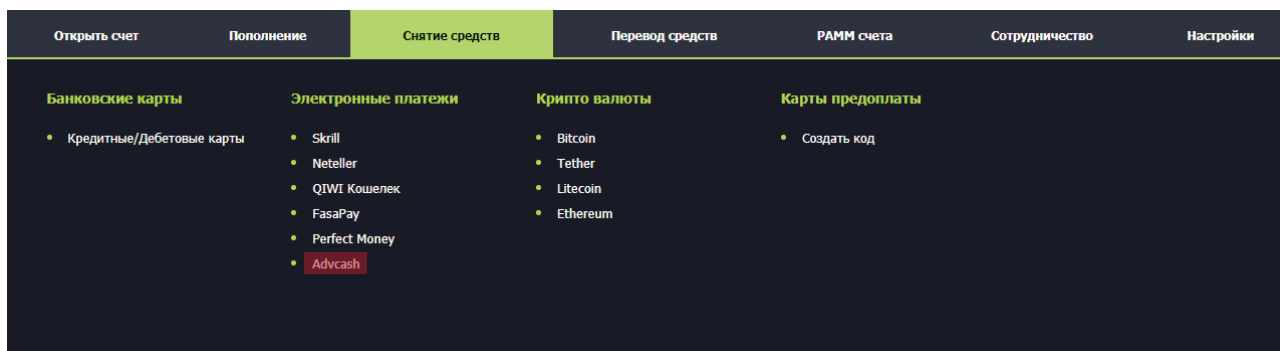 Открыть счет
Пополнение
Снятие средств
Перевод средств
PAMM счета
Сотрудничество
Настройки
Банковские карты
Кредитные/Дебетовые карты
Электронные платежи
Skrill
Neteller
QIWI Кошелек
FasaPay
Perfect Money
Advcash
Крипто валюты
Bitcoin
Tether
Litecoin
Ethereum
Карты предоплаты
Создать код